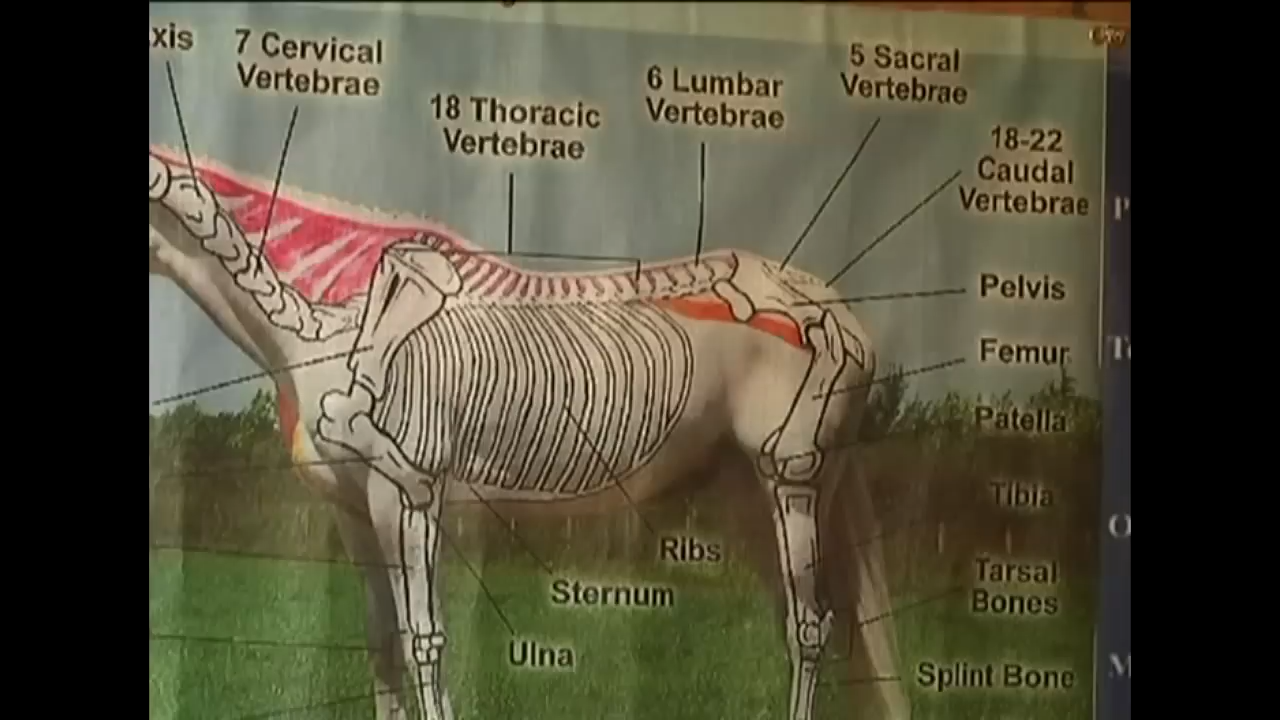 xis
7 Cervical
Vertebrae
18 Thoracic
Vertebrae
6 Lumbar
Vertebrae
5 Sacral
Vertebrae
18-22
Caudal
Vertebrae
Pelvis
Femur
Patella
Tibia
Tarsal
Bones
Splint Bone
Ribs
Sternum
Ulna
P
T
O
M